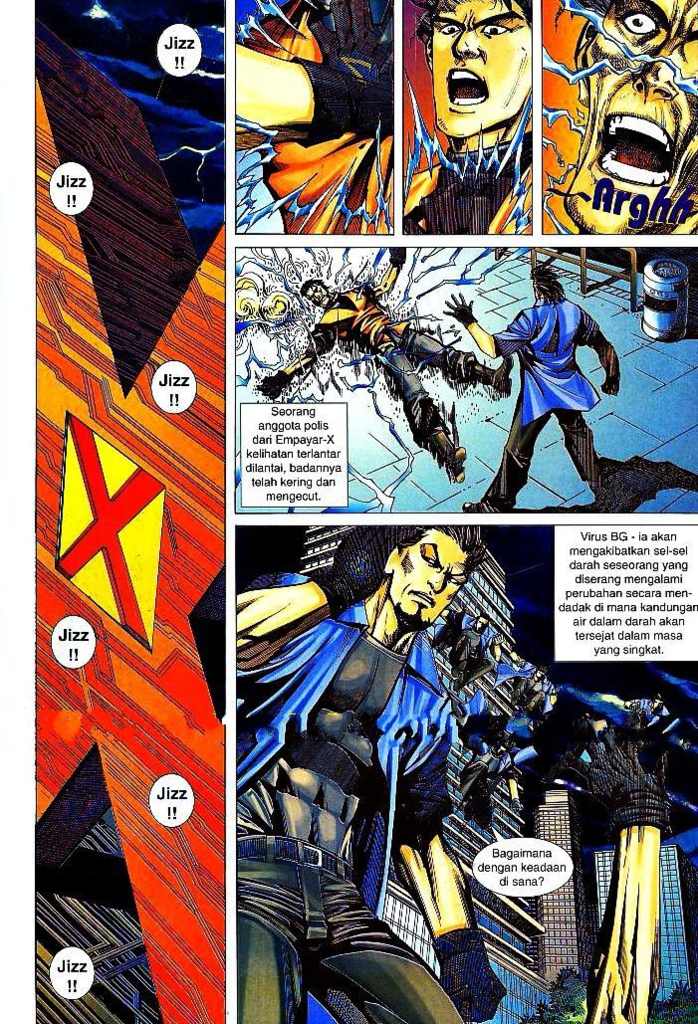 Jizz
!!
Jizz
!!
Jizz
!!
Jizz
!!
Jizz
!!
Jizz
!!
Arghh
Seorang
anggota polis
dari Empayar-X
kelihatan terlantar
dilantai, badannya
telah kering dan
mengecut.
Virus BG - ia akan
mengakibatkan sel-sel
darah seseorang yang
diserang mengalami
perubahan men-
dadak di mana kandungan
air dalam darah akan
tersejat dalam masa
yang singkat.
Bagaimana
dengan keadaan
di sana?